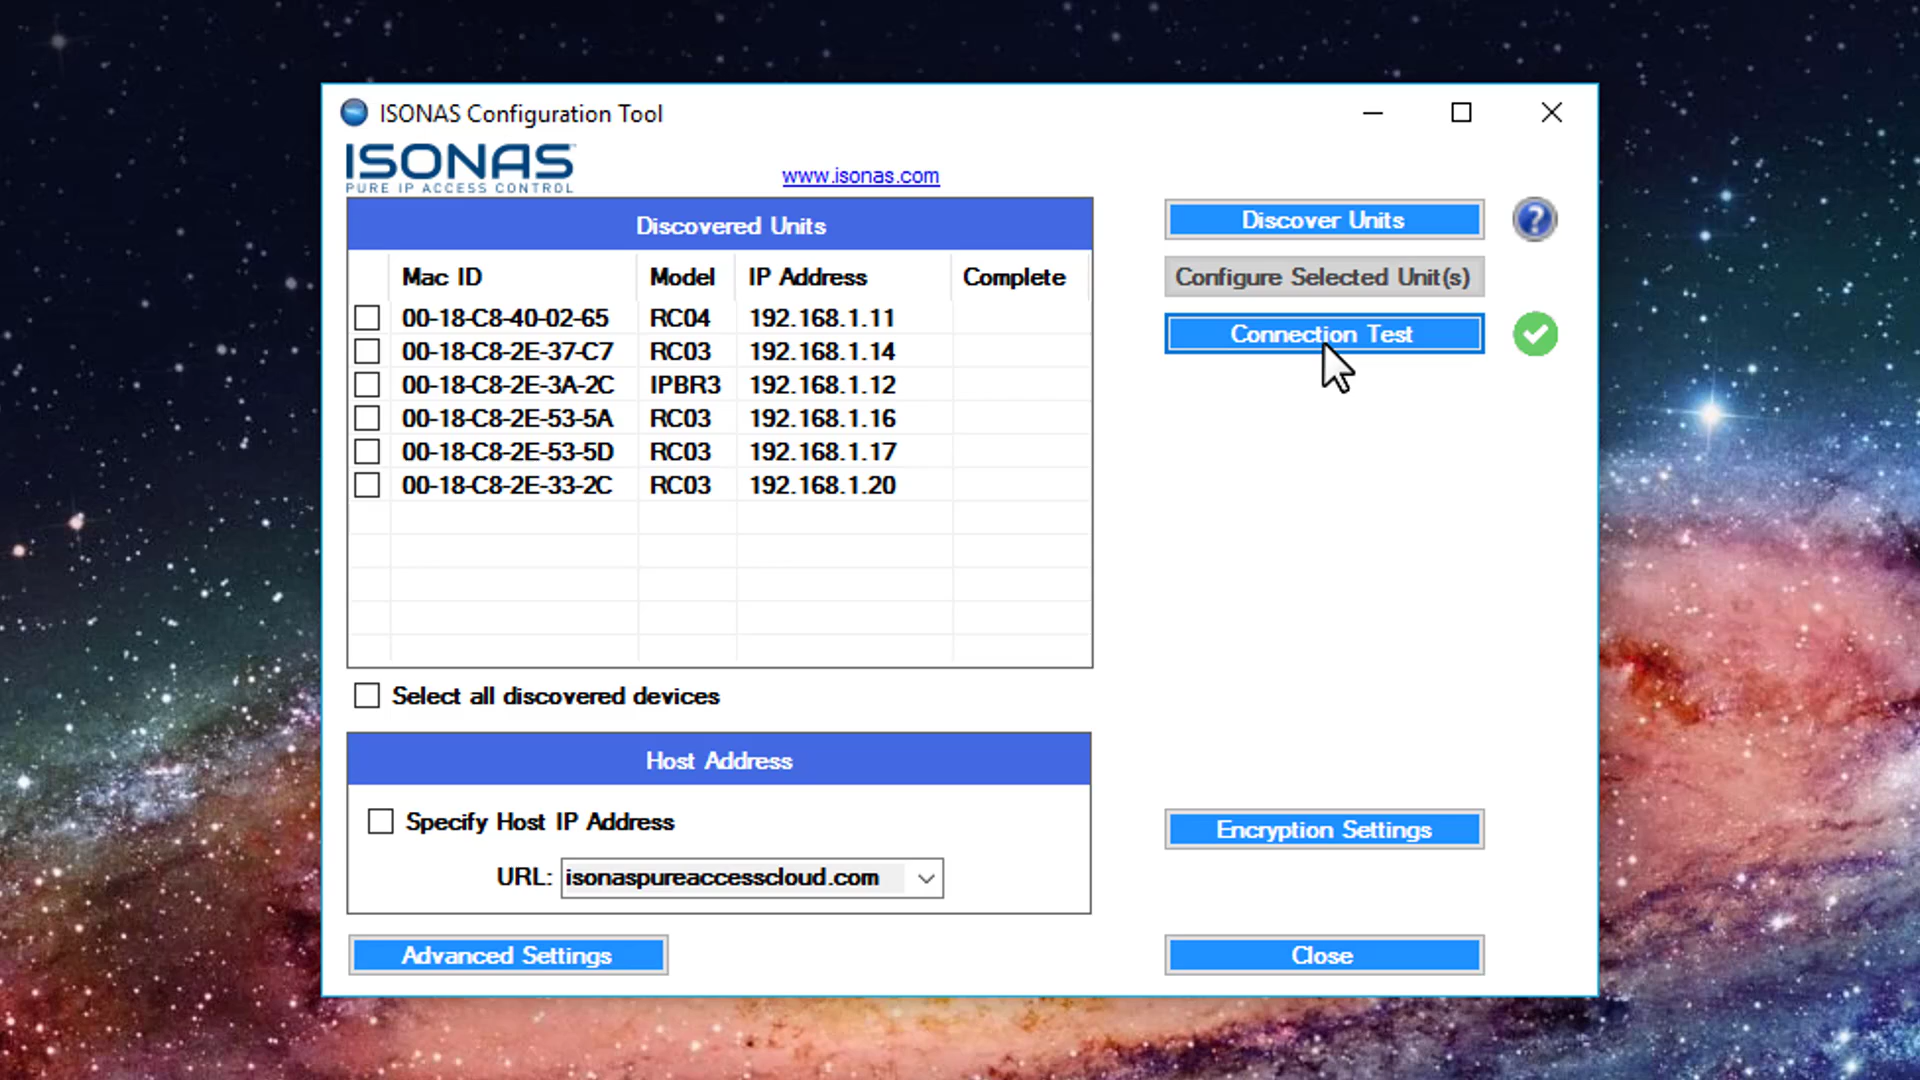 ISONAS Configuration Tool
ISONAS
PURE IP ACCESS CONTROL
www.isonas.com
Discovered Units
Mac ID Model IP Address Complete
00-18-C8-40-02-65 RC04 192.168.1.11
00-18-C8-2E-37-C7 RC03 192.168.1.14
00-18-C8-2E-3A-2C IPBR3 192.168.1.12
00-18-C8-2E-53-5A RC03 192.168.1.16
00-18-C8-2E-53-5D RC03 192.168.1.17
00-18-C8-2E-33-2C RC03 192.168.1.20
Select all discovered devices
Host Address
Specify Host IP Address
URL: isonaspureaccesscloud.com
Advanced Settings
Discover Units
?
Configure Selected Unit(s)
Connection Test
Encryption Settings
Close